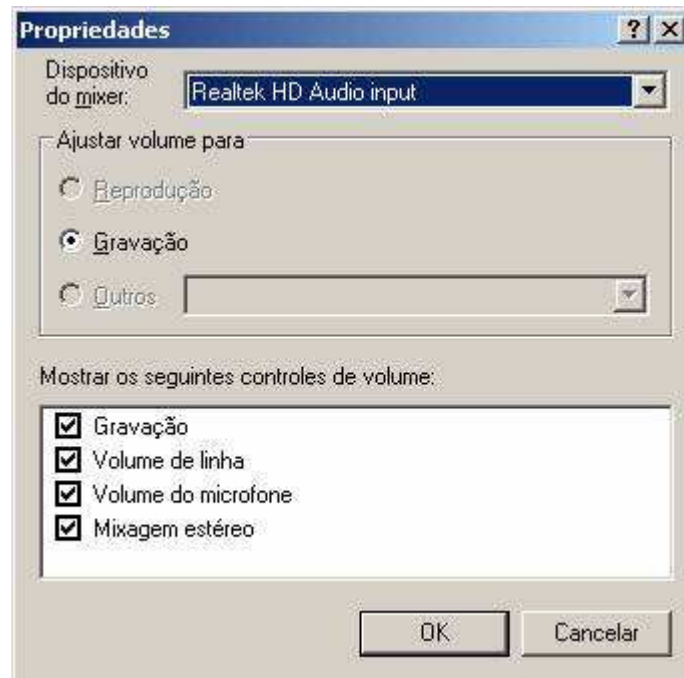 Propriedades
Dispositivo
do mixer:
Realtek HD Audio input
Ajustar volume para
Reprodução
Gravação
Outros
Mostrar os seguintes controles de volume:
Gravação
Volume de linha
Volume do microfone
Mixagem estéreo
OK
Cancelar